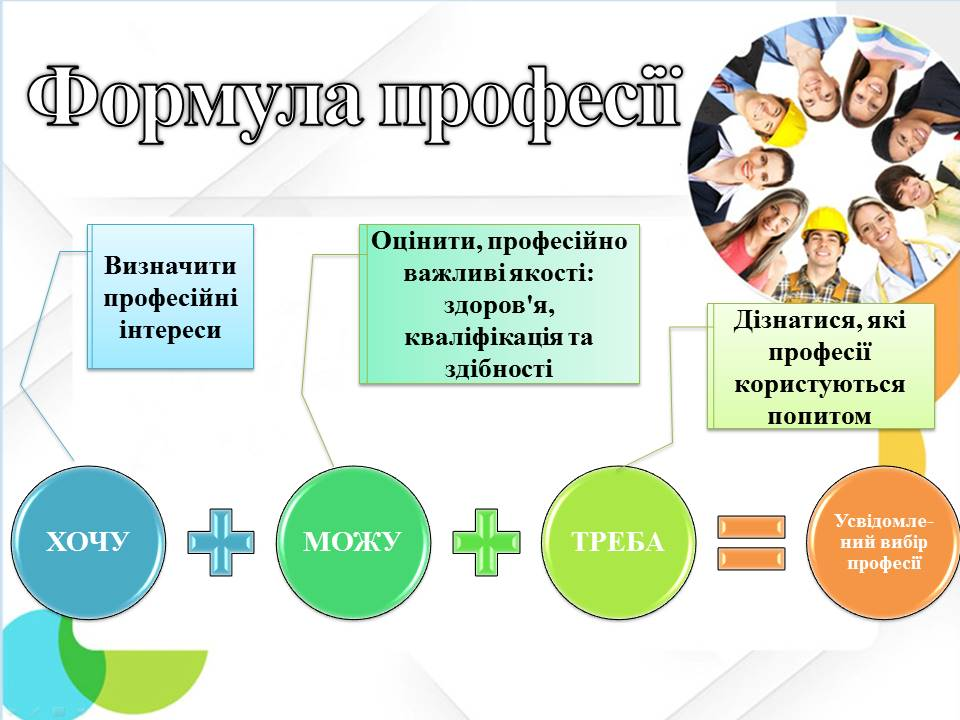 Формула професії
Визначити
професійні
інтереси
Оцінити, професійно
важливі якості:
здоров'я,
кваліфікація та
здібності
Дізнатися, які
професії
користуються
попитом
ХОЧУ
МОЖУ
ТРЕБА
Усвідомле-
ний вибір
професії